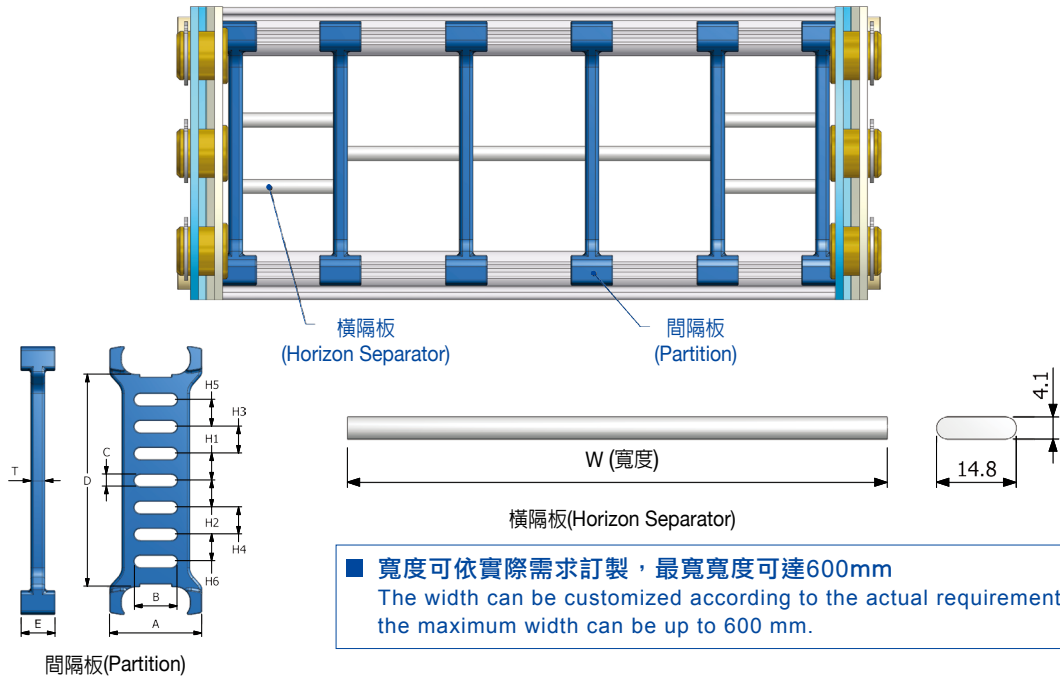 橫隔板
(Horizon Separator)
間隔板
(Partition)
H5
H3
H1
C
T
D
H2
H4
H6
B
E
A
間隔板(Partition)
W (寬度)
4.1
14.8
橫隔板(Horizon Separator)
■ 寬度可依實際需求訂製，最寬寬度可達600mm
The width can be customized according to the actual requirement
the maximum width can be up to 600 mm.